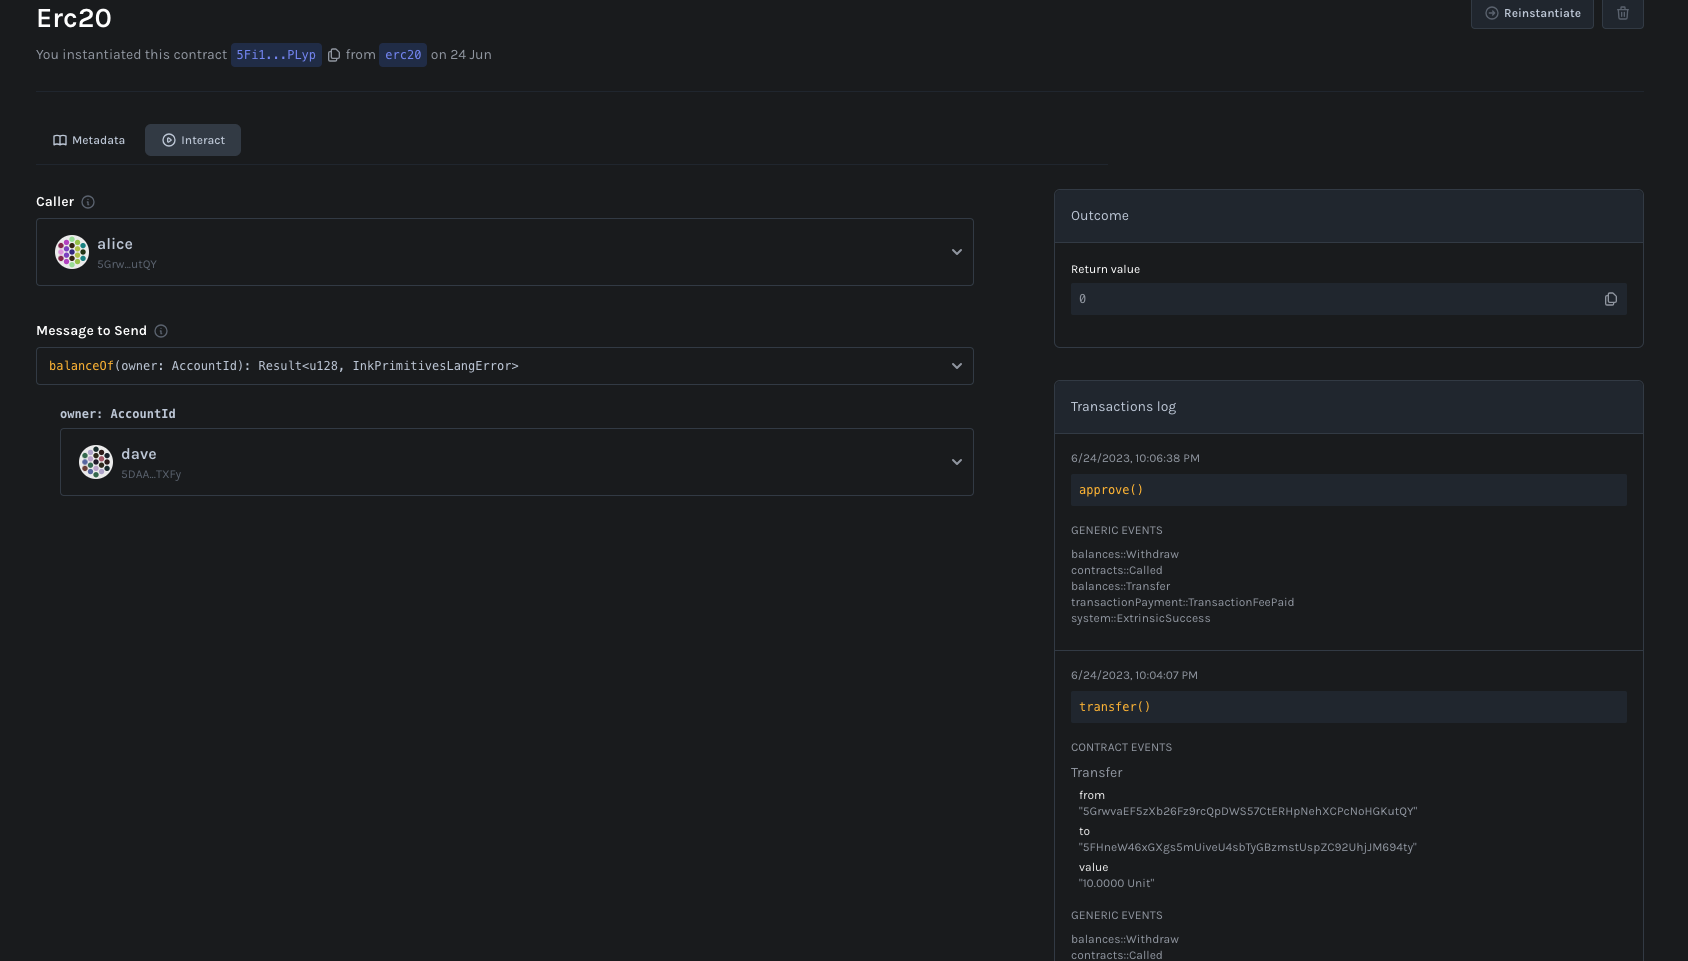 Erc20
Reinstantiate
You instantiated this contract 5Fi1...PLyp from erc20 on 24 Jun
Metadata
Interact
Caller
alice
5Grw...utQY
Message to Send
balanceOf(owner: AccountId): Result<u128, InkPrimitivesLangError>
owner: AccountId
dave
5DAA...TXFy
Outcome
Return value
0
Transactions log
6/24/2023, 10:06:38 PM
approve()
GENERIC EVENTS
balances::Withdraw
contracts::Called
balances::Transfer
transactionPayment::TransactionFeePaid
system::ExtrinsicSuccess
6/24/2023, 10:04:07 PM
transfer()
CONTRACT EVENTS
Transfer
from
"5GrwvaEF5zXb26Fz9rcQpDWS57CtERHpNehXCPcNoHGKutQY"
to
"5FHneW46xGXgs5mUiveU4sbTyGBzmstUspZC92UhjJM694ty"
value
"10.0000 Unit"
GENERIC EVENTS
balances::Withdraw
contracts::Called